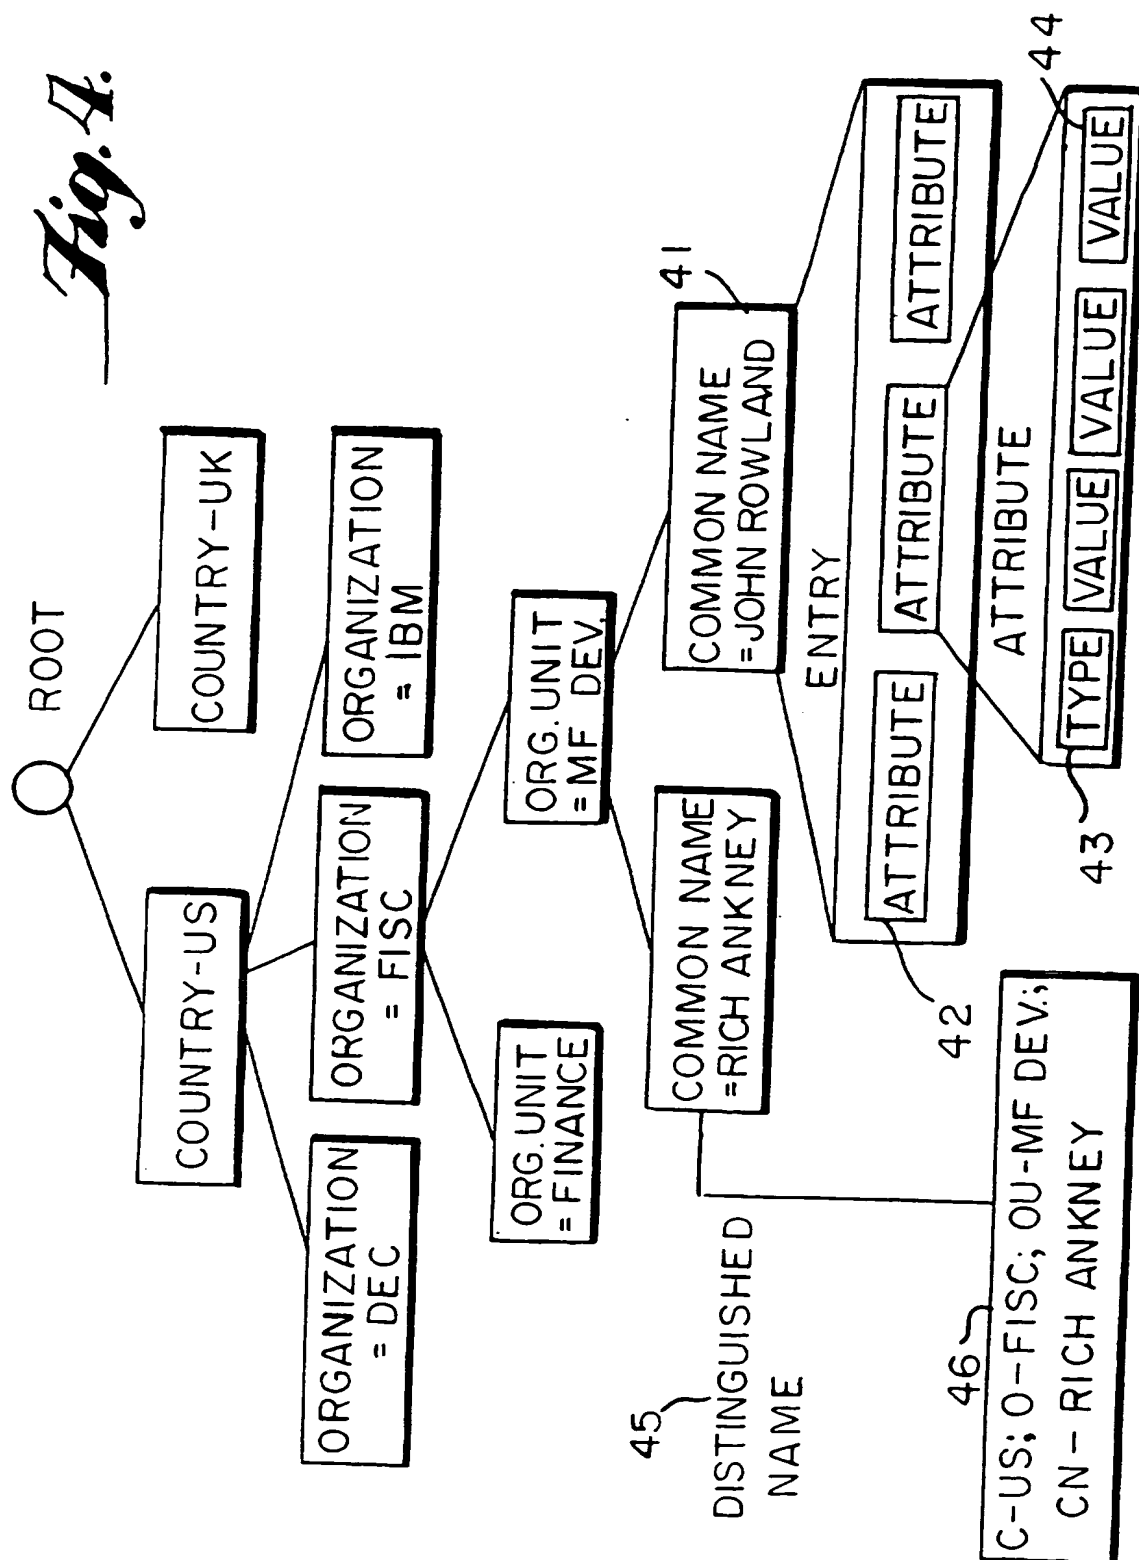 Fig. 4.
ROOT
COUNTRY-US
COUNTRY-UK
ORGANIZATION
= DEC
ORGANIZATION
= FISC
ORGANIZATION
= IBM
ORG. UNIT
= FINANCE
ORG. UNIT
= MF DEV.
COMMON NAME
=RICH ANKNEY
COMMON NAME
=JOHN ROWLAND
41
45
DISTINGUISHED
NAME
46
C-US; O-FISC; OU-MF DEV.;
CN- RICH ANKNEY
ENTRY
42
ATTRIBUTE
ATTRIBUTE
ATTRIBUTE
ATTRIBUTE
43
TYPE
VALUE
VALUE
VALUE
44